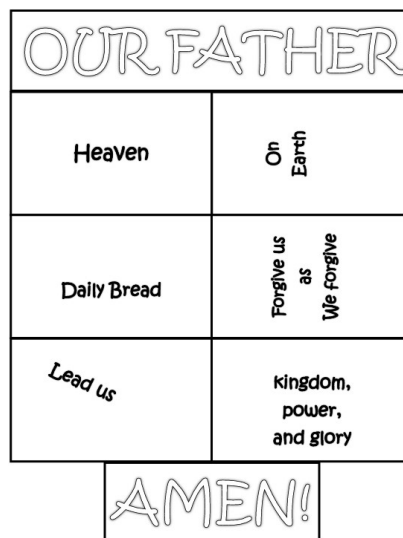 OUR FATHER
Heaven
On
Earth
Daily Bread
Forgive us
as
We forgive
Lead us
kingdom,
power,
and glory
AMEN!